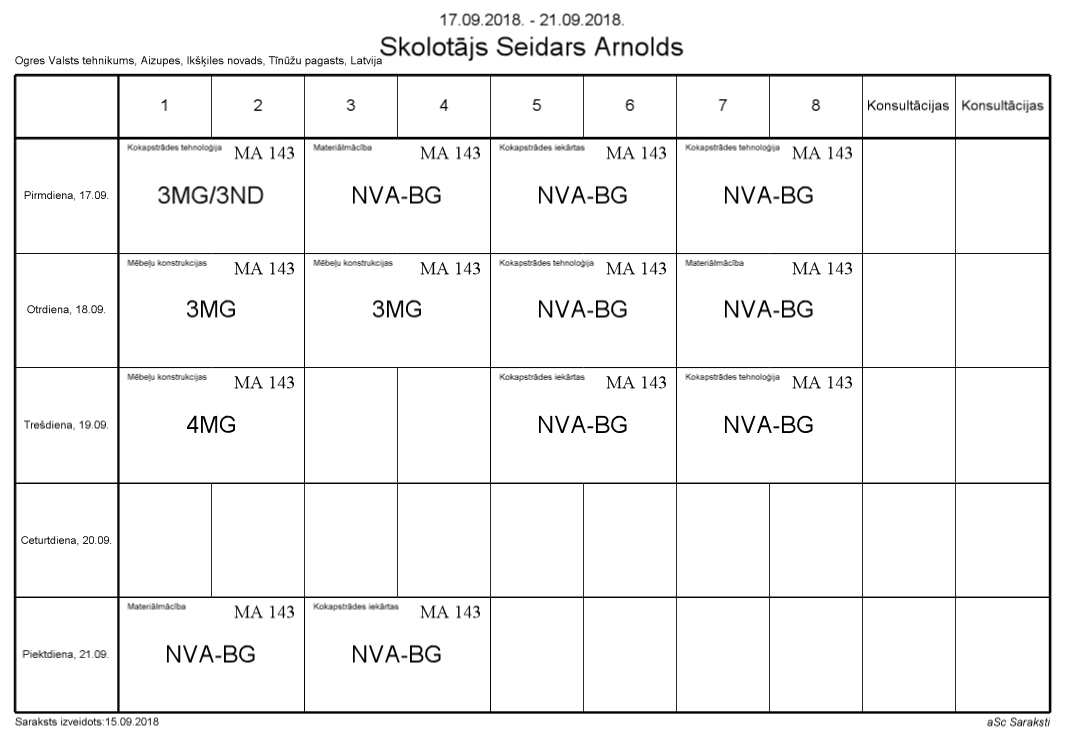 17.09.2018. - 21.09.2018.
Skolotājs Seidars Arnolds
Ogres Valsts tehnikums, Aizupes, Ikšķiles novads, Tīnūžu pagasts, Latvija
1 2 3 4 5 6 7 8 Konsultācijas Konsultācijas
Kokapstrādes tehnoloģija MA 143 Materiālmācība MA 143 Kokapstrādes iekārtas MA 143 Kokapstrādes tehnoloģija MA 143
Pirmdiena, 17.09. 3MG/3ND NVA-BG NVA-BG NVA-BG
Mēbeļu konstrukcijas MA 143 Mēbeļu konstrukcijas MA 143 Kokapstrādes tehnoloģija MA 143 Materiālmācība MA 143
Otrdiena, 18.09. 3MG 3MG NVA-BG NVA-BG
Mēbeļu konstrukcijas MA 143 Kokapstrādes iekārtas MA 143 Kokapstrādes tehnoloģija MA 143
Trešdiena, 19.09. 4MG NVA-BG NVA-BG
Ceturtdiena, 20.09.
Materiālmācība MA 143 Kokapstrādes iekārtas MA 143
Piektdiena, 21.09. NVA-BG NVA-BG
Saraksts izveidots:15.09.2018 aSc Saraksti